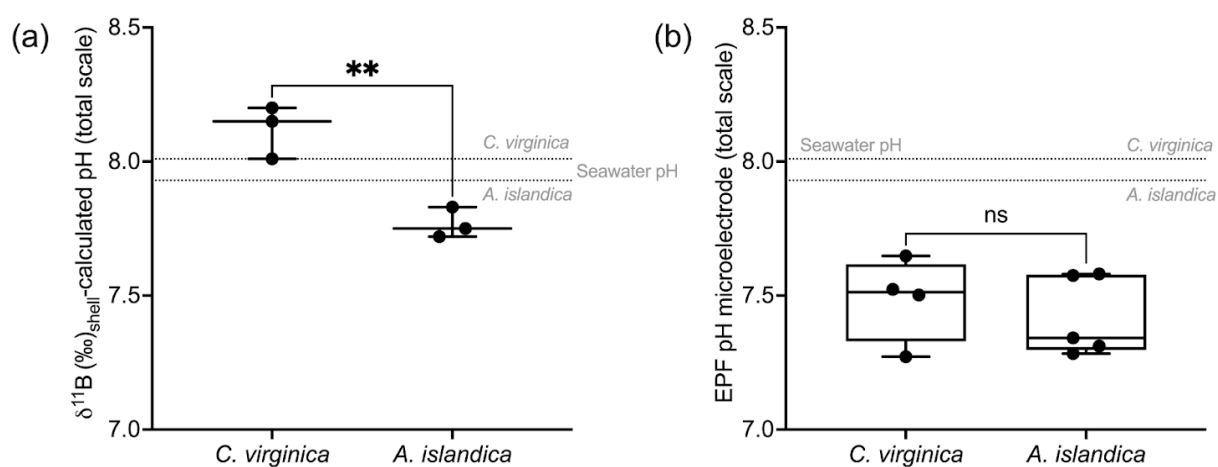 (a)
δ¹¹B (‰)shell-calculated pH (total scale)
8.5
8.0
7.5
7.0
**
C. virginica
Seawater pH
A. islandica
C. virginica
A. islandica
(b)
EPF pH microelectrode (total scale)
8.5
8.0
7.5
7.0
Seawater pH
C. virginica
A. islandica
ns
C. virginica
A. islandica